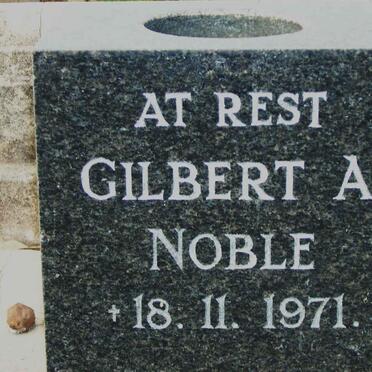 AT REST
GILBERT A
NOBLE
+ 18. 11. 1971.